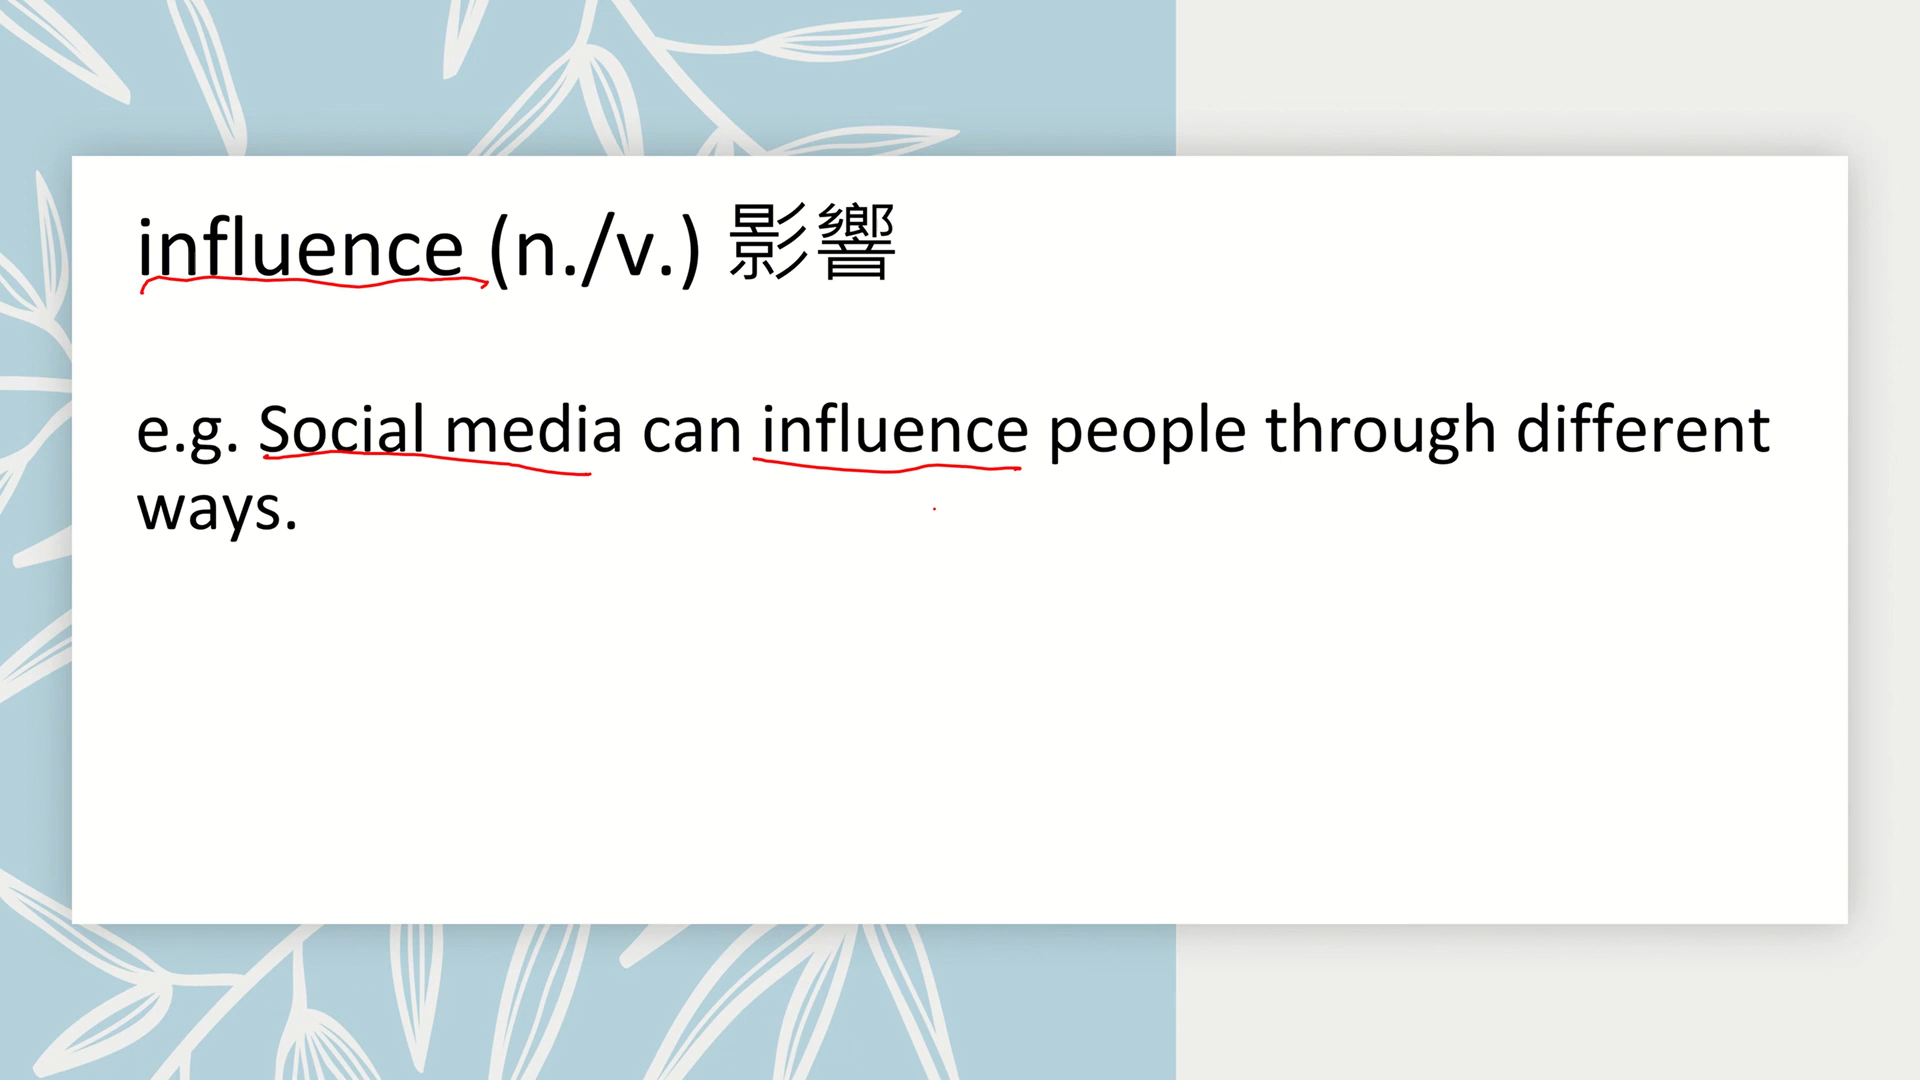 influence (n./v.) 影響
e.g. Social media can influence people through different
ways.